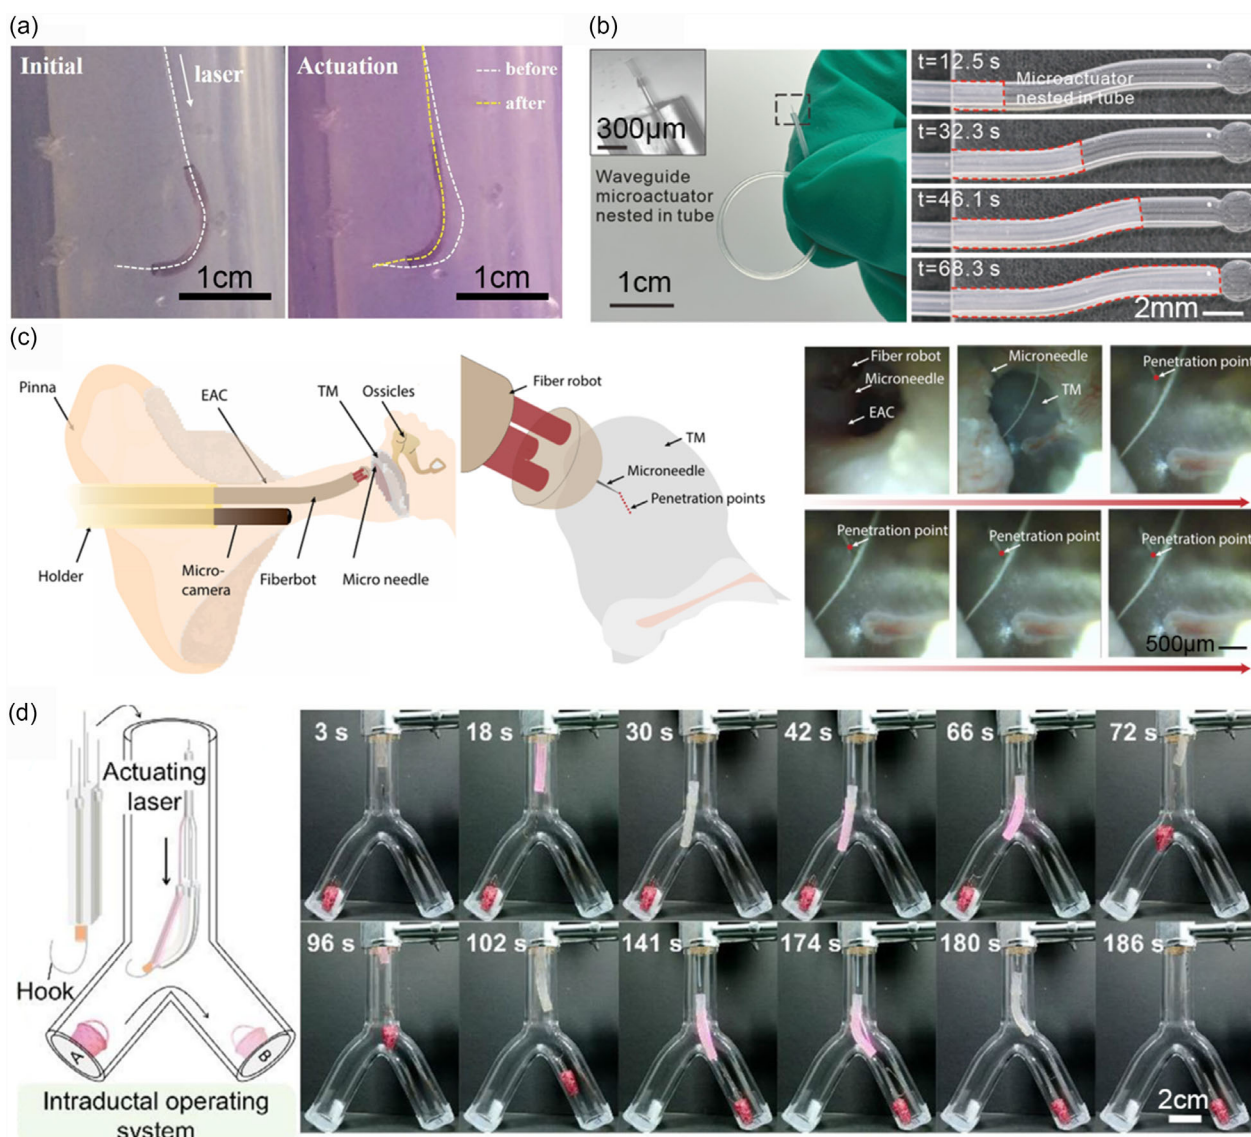 (a)
Initial
laser
1cm
Actuation
before
after
1cm
(b)
300μm
Waveguide
microactuator
nested in tube
1cm
t=12.5 s
Microactuator
nested in tube
t=32.3 s
t=46.1 s
t=68.3 s
2mm
(c)
Pinna
EAC
TM
Ossicles
Holder
Micro-
camera
Fiberbot
Micro needle
Fiber robot
TM
Microneedle
Penetration points
Fiber robot
Microneedle
EAC
Microneedle
TM
Penetration point
Penetration point
Penetration point
Penetration point
500μm
(d)
Actuating
laser
Hook
A
B
Intraductal operating
system
3 s
18 s
30 s
42 s
66 s
72 s
96 s
102 s
141 s
174 s
180 s
186 s
2cm